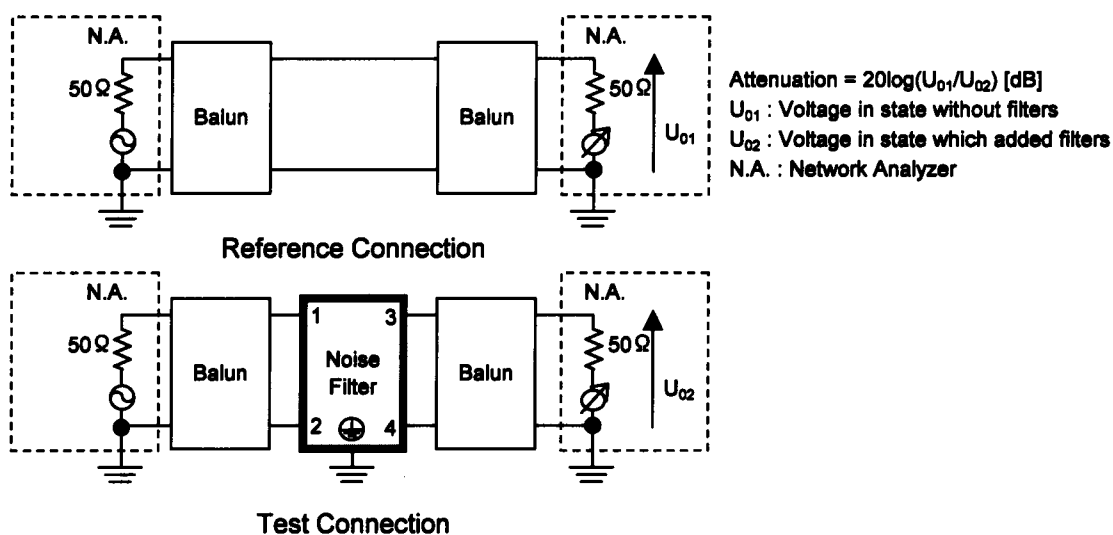 N.A.
50Ω
Balun
Balun
N.A.
50Ω
U01
Attenuation = 20log(U01/U02) [dB]
U01 : Voltage in state without filters
U02 : Voltage in state which added filters
N.A. : Network Analyzer
Reference Connection
N.A.
50Ω
Balun
1
3
Noise
Filter
2
4
Balun
N.A.
50Ω
U02
Test Connection